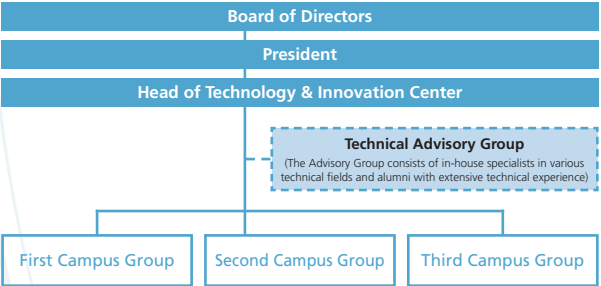 Board of Directors
President
Head of Technology & Innovation Center
Technical Advisory Group
(The Advisory Group consists of in-house specialists in various
technical fields and alumni with extensive technical experience)
First Campus Group
Second Campus Group
Third Campus Group